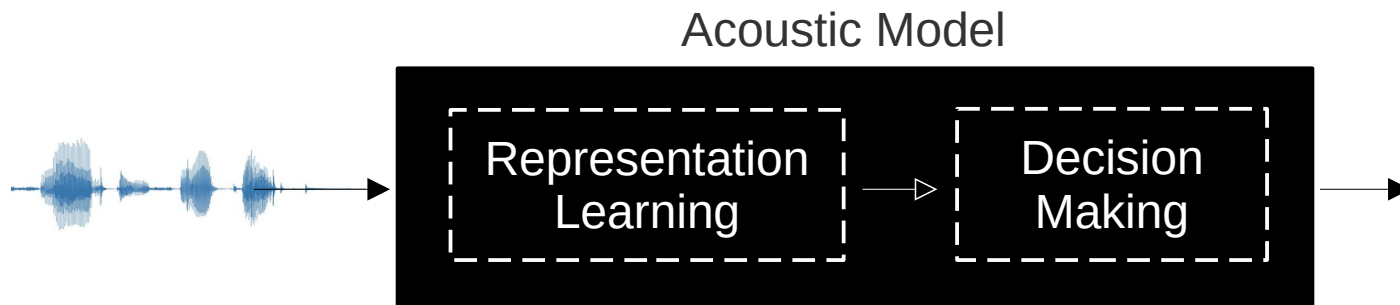 Acoustic Model
Representation
Learning
Decision
Making